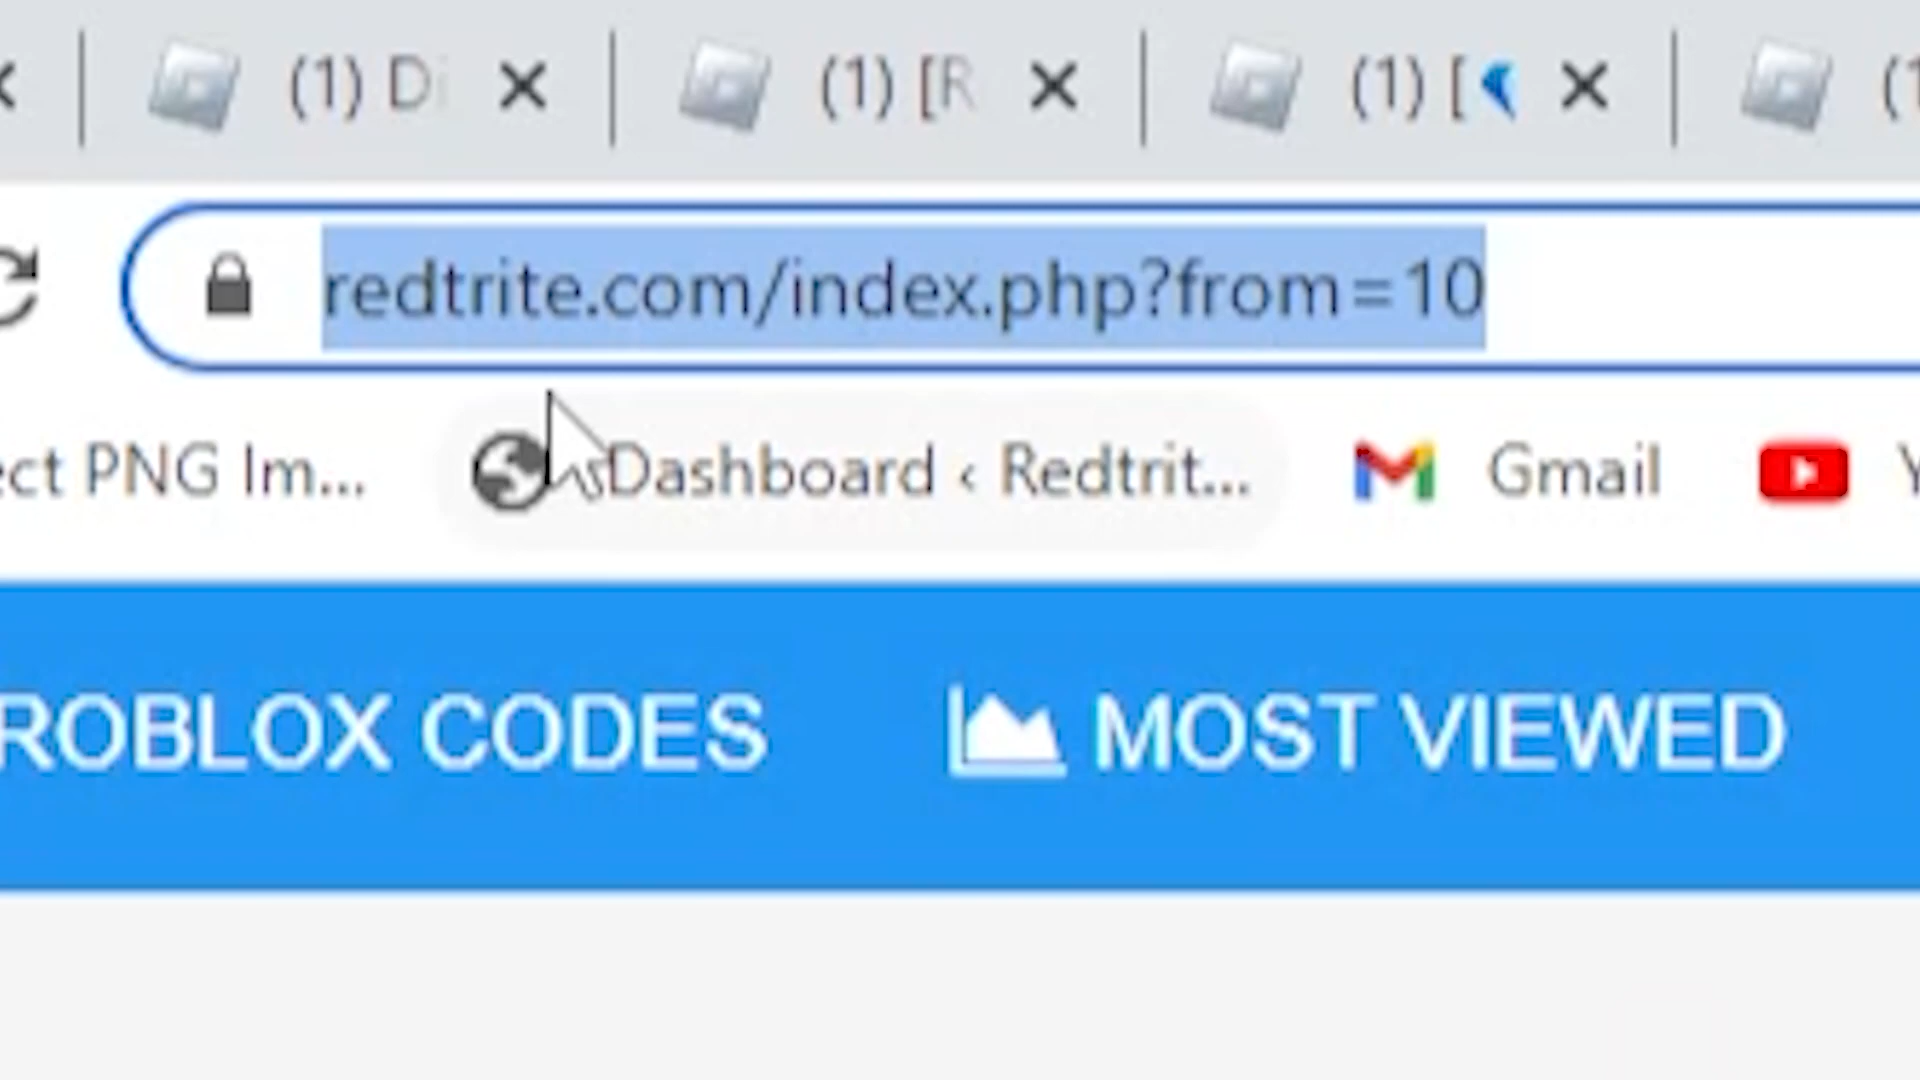 (1) Di (1) [R (1) [
redtrite.com/index.php?from=10
ect PNG Im... Dashboard ‹ Redtrit... Gmail
ROBLOX CODES MOST VIEWED